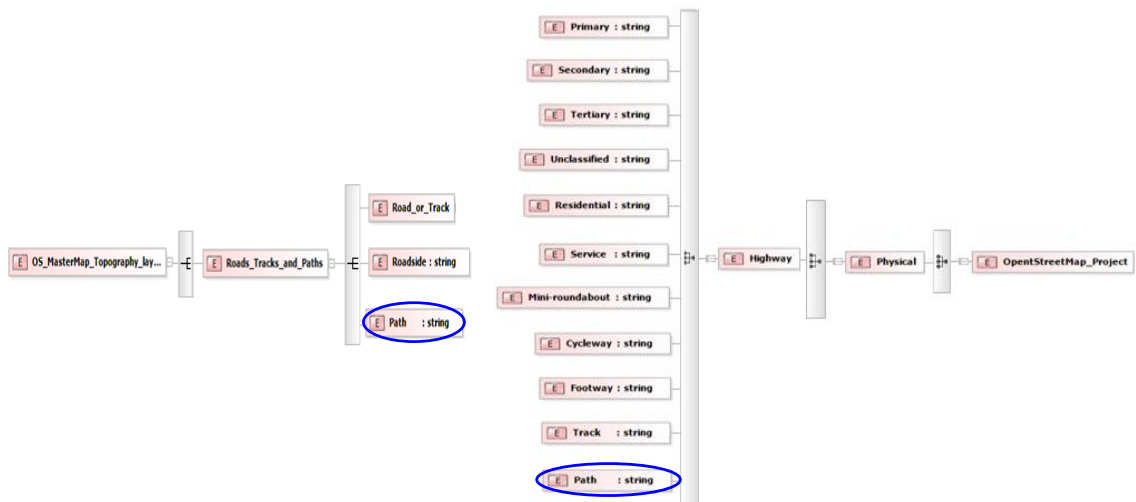 E OS_MasterMap_Topography_lay...
E Roads_Tracks_and_Paths
E Road_or_Track
E Roadside : string
E Path : string
E Primary : string
E Secondary : string
E Tertiary : string
E Unclassified : string
E Residential : string
E Service : string
E Mini-roundabout : string
E Cycleway : string
E Footway : string
E Track : string
E Path : string
E Highway
E Physical
E OpentStreetMap_Project